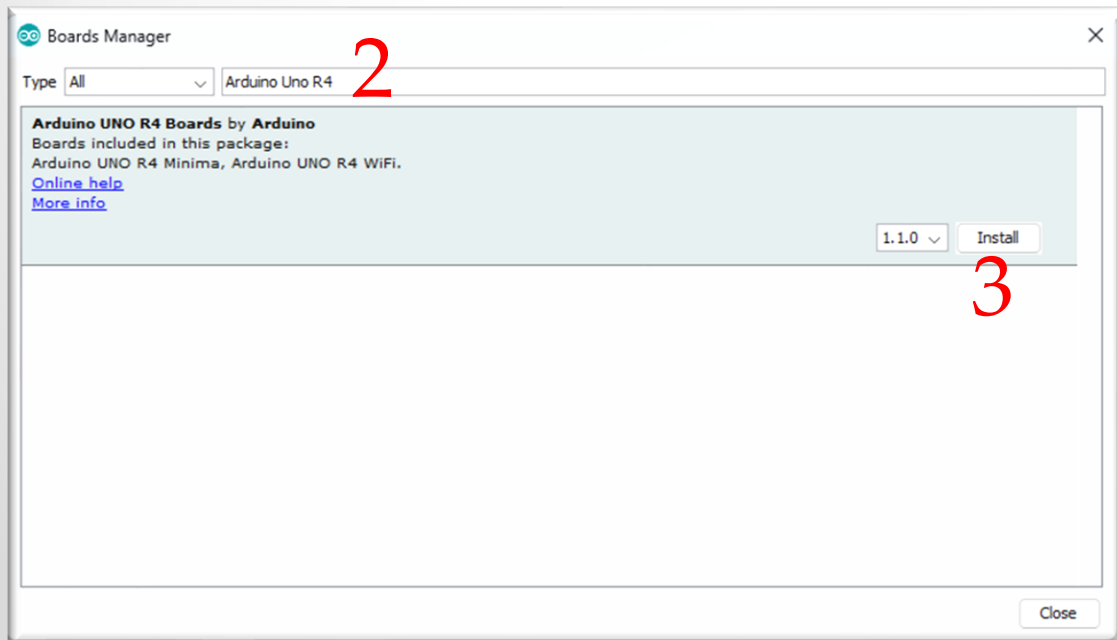 Boards Manager
Type All Arduino Uno R4 2
Arduino UNO R4 Boards by Arduino
Boards included in this package:
Arduino UNO R4 Minima, Arduino UNO R4 WiFi.
Online help
More info
1.1.0 Install
3
Close